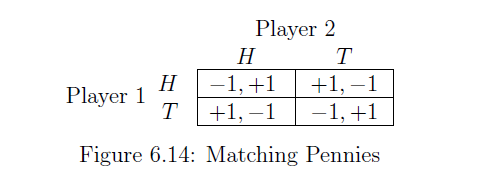 Player 2
H T
Player 1 H −1, +1 +1, −1
T +1, −1 −1, +1
Figure 6.14: Matching Pennies